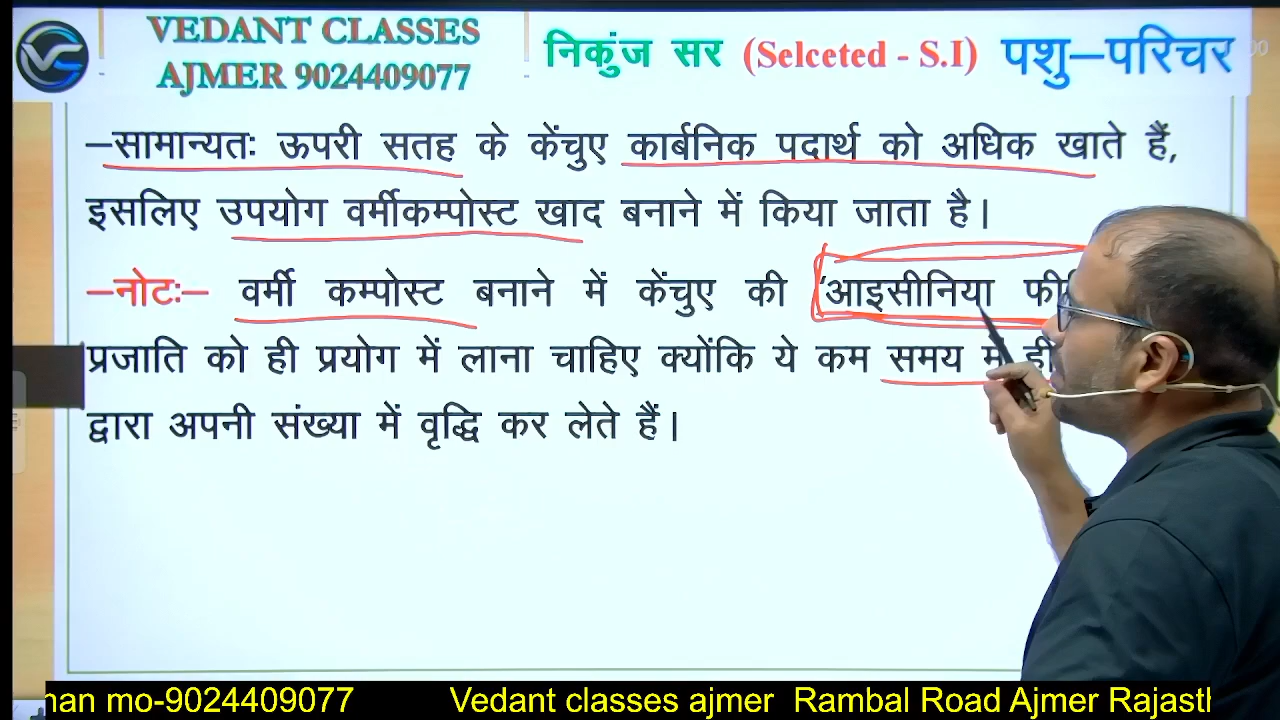 VEDANT CLASSES
AJMER 9024409077
निकुंज सर (Selceted - S.I) पशु–परिचर
–सामान्यतः ऊपरी सतह के केंचुए कार्बनिक पदार्थ को अधिक खाते हैं,
इसलिए उपयोग वर्मीकम्पोस्ट खाद बनाने में किया जाता है।
–नोटः– वर्मी कम्पोस्ट बनाने में केंचुए की 'आइसीनिया
प्रजाति को ही प्रयोग में लाना चाहिए क्योंकि ये कम समय में ही
द्वारा अपनी संख्या में वृद्धि कर लेते हैं।
mo-9024409077 Vedant classes ajmer Rambal Road Ajmer